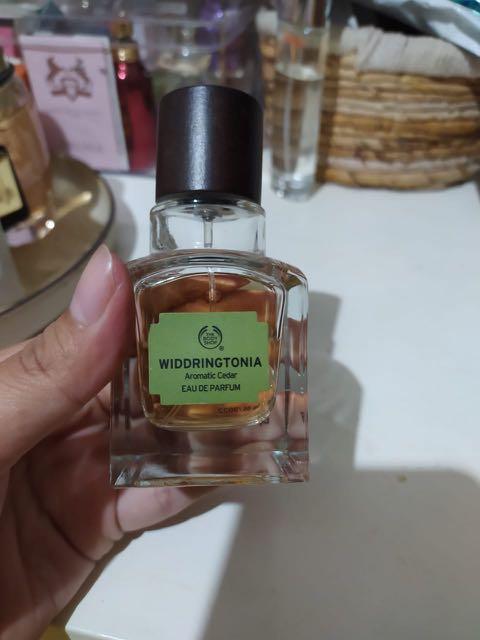 THE
BODY
SHOP
®
WIDDRINGTONIA
Aromatic Cedar
EAU DE PARFUM